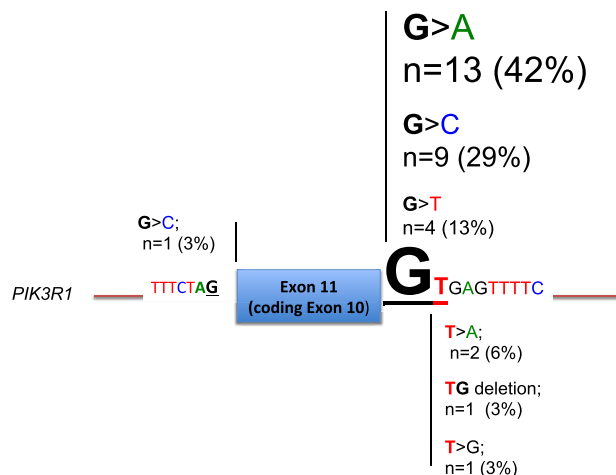 G>A
n=13 (42%)
G>C
n=9 (29%)
G>T
n=4 (13%)
G>C;
n=1 (3%)
PIK3R1
TTTCTAG
Exon 11
(coding Exon 10)
GTGAGTTTTC
T>A;
n=2 (6%)
TG deletion;
n=1 (3%)
T>G;
n=1 (3%)